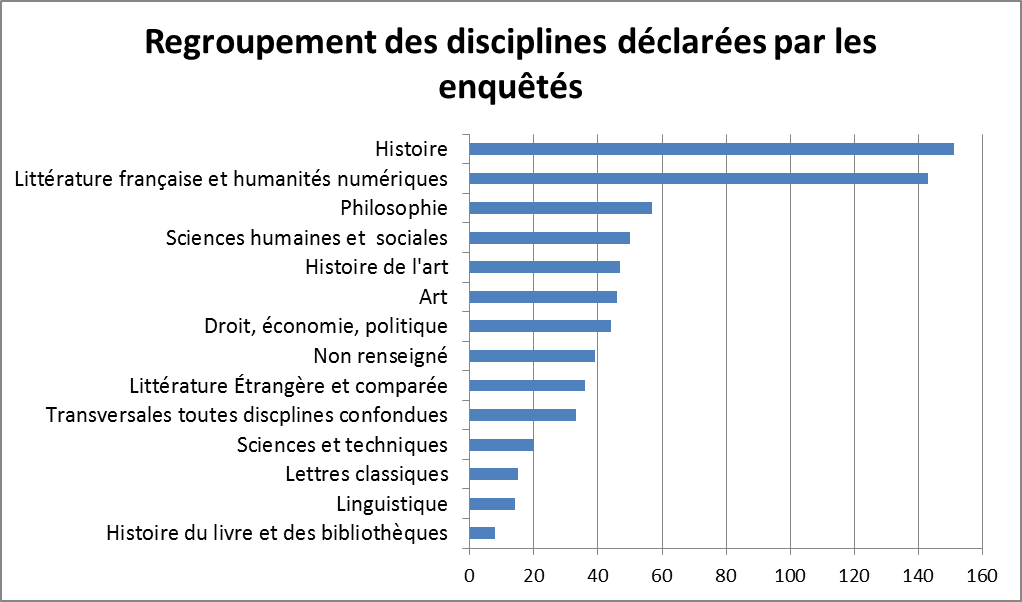 Regroupement des disciplines déclarées par les
enquêtés
Histoire
Littérature française et humanités numériques
Philosophie
Sciences humaines et  sociales
Histoire de l'art
Art
Droit, économie, politique
Non renseigné
Littérature Étrangère et comparée
Transversales toutes discplines confondues
Sciences et techniques
Lettres classiques
Linguistique
Histoire du livre et des bibliothèques
0 20 40 60 80 100 120 140 160